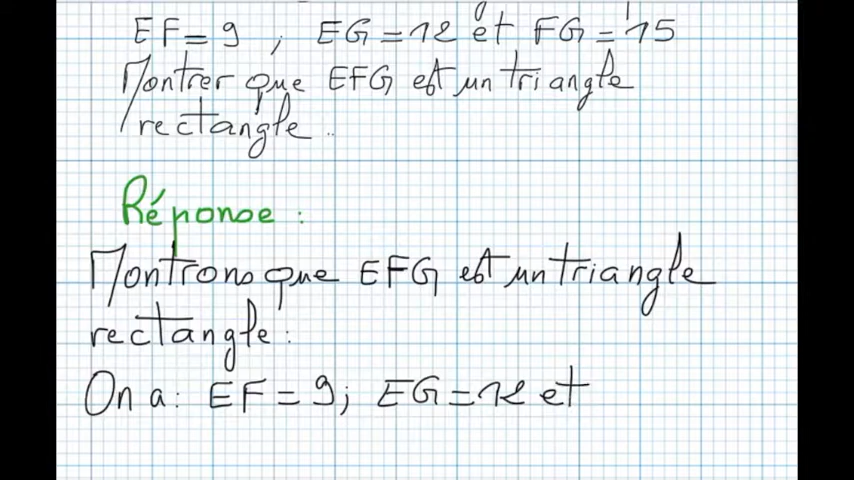 EF = 9 ; EG = 12 et FG = 15
Montrer que EFG est un triangle
rectangle ..
Réponse :
Montrons que EFG est un triangle
rectangle :
On a : EF = 9 ; EG = 12 et